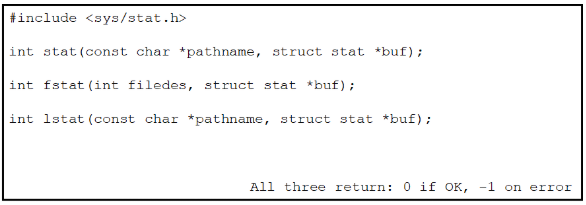 #include <sys/stat.h>
int stat(const char *pathname, struct stat *buf);
int fstat(int filedes, struct stat *buf);
int lstat(const char *pathname, struct stat *buf);
All three return: 0 if OK, -1 on error